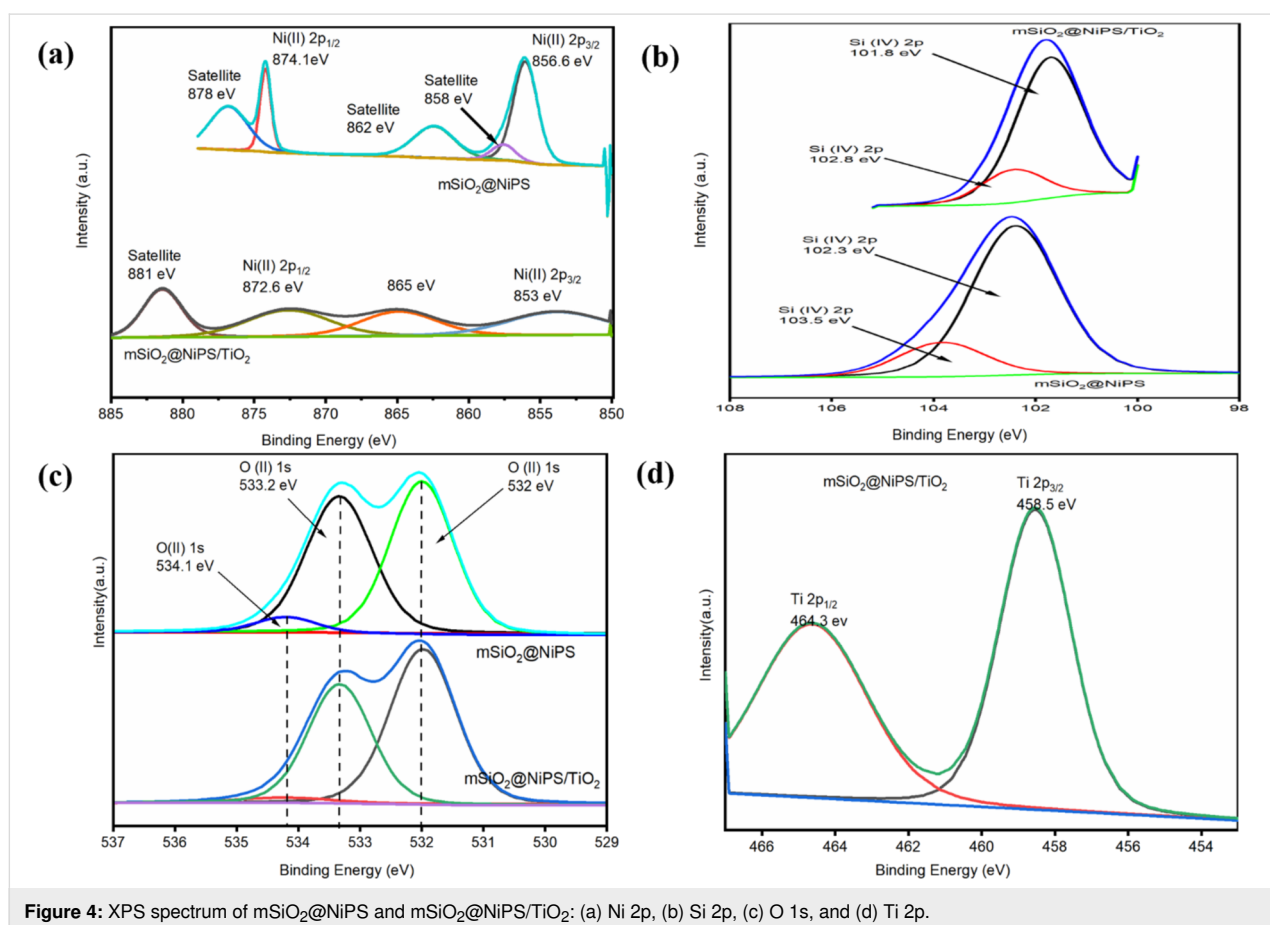 (a)
Ni(II) 2p1/2
874.1eV
Satellite
878 eV
Satellite
862 eV
Satellite
858 eV
Ni(II) 2p3/2
856.6 eV
mSiO2@NiPS
Satellite
881 eV
Ni(II) 2p1/2
872.6 eV
865 eV
Ni(II) 2p3/2
853 eV
mSiO2@NiPS/TiO2
Intensity (a.u.)
885 880 875 870 865 860 855 850
Binding Energy (eV)
(b)
mSiO2@NiPS/TiO2
Si (IV) 2p
101.8 eV
Si (IV) 2p
102.8 eV
Si (IV) 2p
102.3 eV
Si (IV) 2p
103.5 eV
mSiO2@NiPS
Intensity (a.u.)
108 106 104 102 100 98
Binding Energy (eV)
(c)
O (II) 1s
533.2 eV
O (II) 1s
532 eV
O(II) 1s
534.1 eV
mSiO2@NiPS
mSiO2@NiPS/TiO2
Intensity(a.u.)
537 536 535 534 533 532 531 530 529
Binding Energy (eV)
(d)
mSiO2@NiPS/TiO2
Ti 2p3/2
458.5 eV
Ti 2p1/2
464.3 ev
Intensity(a.u.)
466 464 462 460 458 456 454
Binding Energy (eV)
Figure 4: XPS spectrum of mSiO2@NiPS and mSiO2@NiPS/TiO2: (a) Ni 2p, (b) Si 2p, (c) O 1s, and (d) Ti 2p.